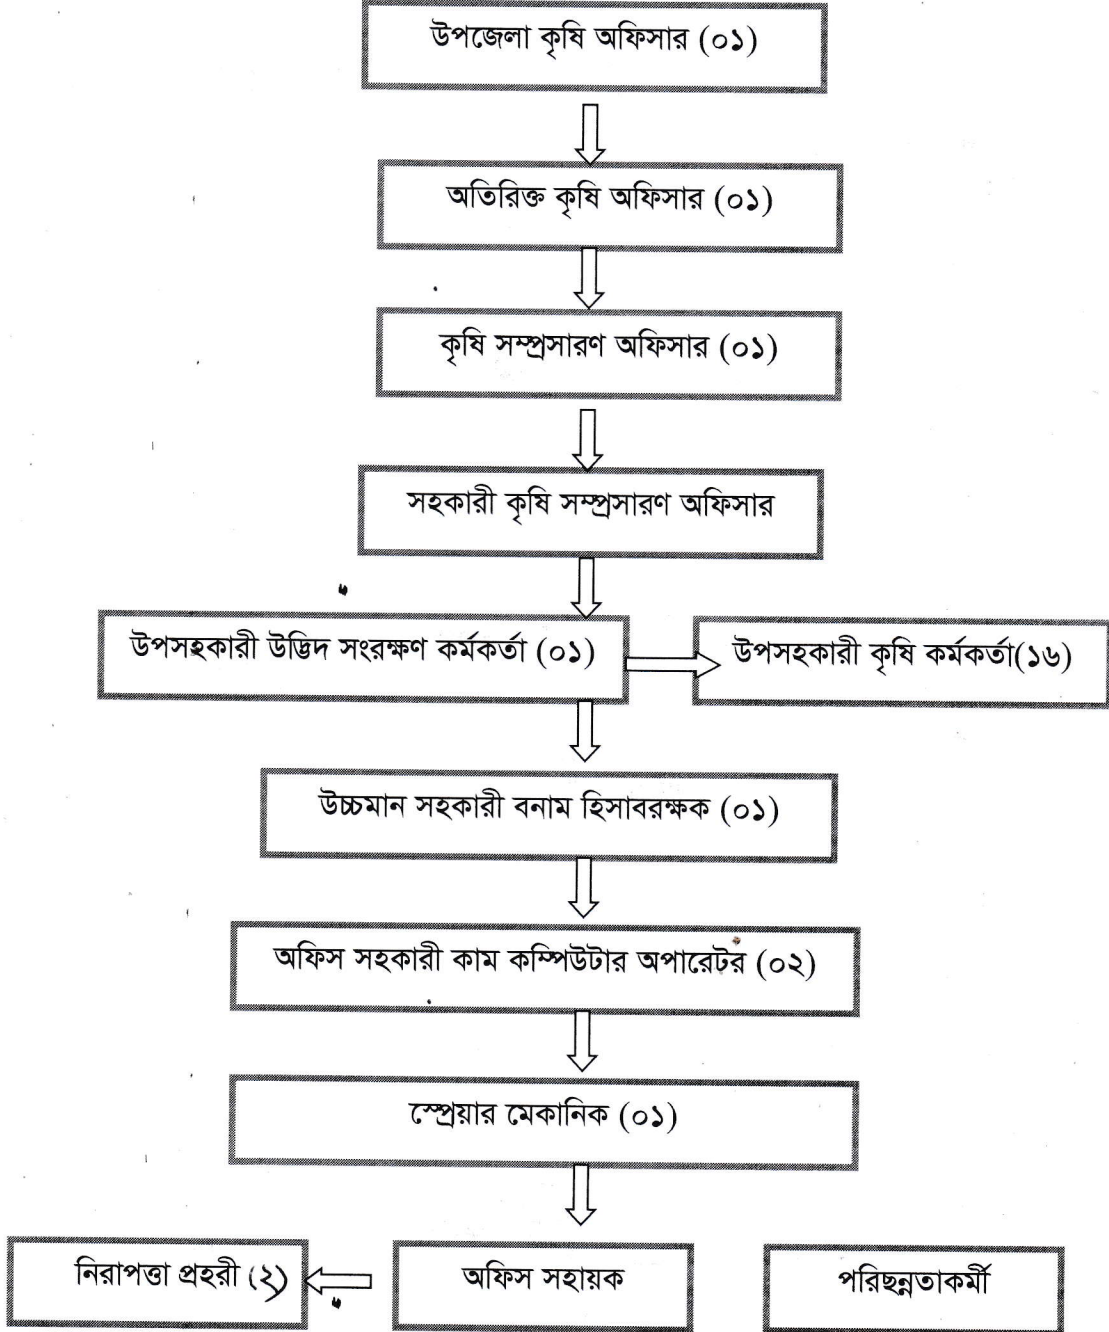 উপজেলা কৃষি অফিসার (০১)
অতিরিক্ত কৃষি অফিসার (০১)
কৃষি সম্প্রসারণ অফিসার (০১)
সহকারী কৃষি সম্প্রসারণ অফিসার
উপসহকারী উদ্ভিদ সংরক্ষণ কর্মকর্তা (০১)
উপসহকারী কৃষি কর্মকর্তা(১৬)
উচ্চমান সহকারী বনাম হিসাবরক্ষক (০১)
অফিস সহকারী কাম কম্পিউটার অপারেটর (০২)
স্প্রেয়ার মেকানিক (০১)
নিরাপত্তা প্রহরী (২)
অফিস সহায়ক
পরিছন্নতাকর্মী